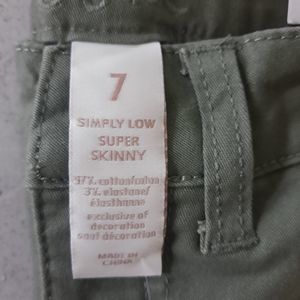 7
SIMPLY LOW
SUPER
SKINNY
97% cotton/coton
3% elastane/
élasthanne
exclusive of
decoration
sauf décoration
MADE IN
CHINA